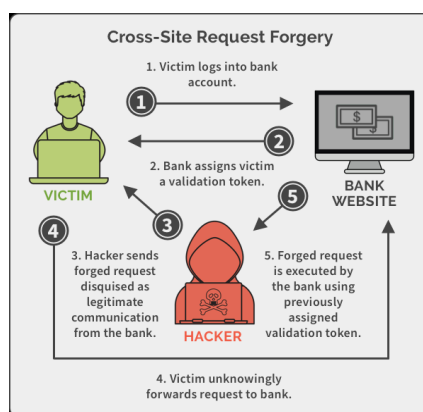 Cross-Site Request Forgery
1. Victim logs into bank
account.
1
2
2. Bank assigns victim
a validation token.
$
$
VICTIM
BANK
WEBSITE
3
5
4
3. Hacker sends
forged request
disquised as
legitimate
communication
from the bank.
HACKER
5. Forged request
is executed by
the bank using
previously
assigned
validation token.
4. Victim unknowingly
forwards request to bank.